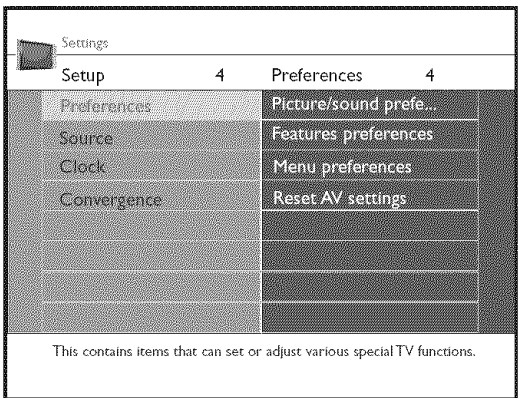 Settings
Setup 4 Preferences 4
Preferences Picture/sound prefe...
Source Features preferences
Clock Menu preferences
Convergence Reset AV settings
This contains items that can set or adjust various special TV functions.